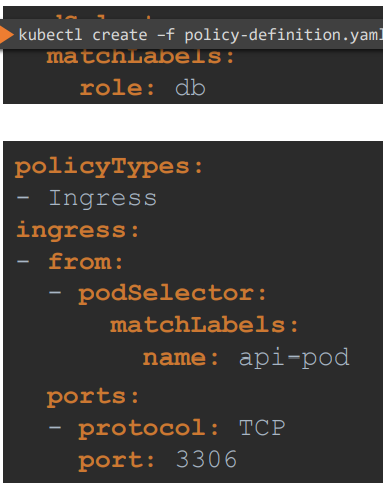 kubectl create -f policy-definition.yaml
matchLabels:
role: db
policyTypes:
- Ingress
ingress:
- from:
- podSelector:
matchLabels:
name: api-pod
ports:
- protocol: TCP
port: 3306